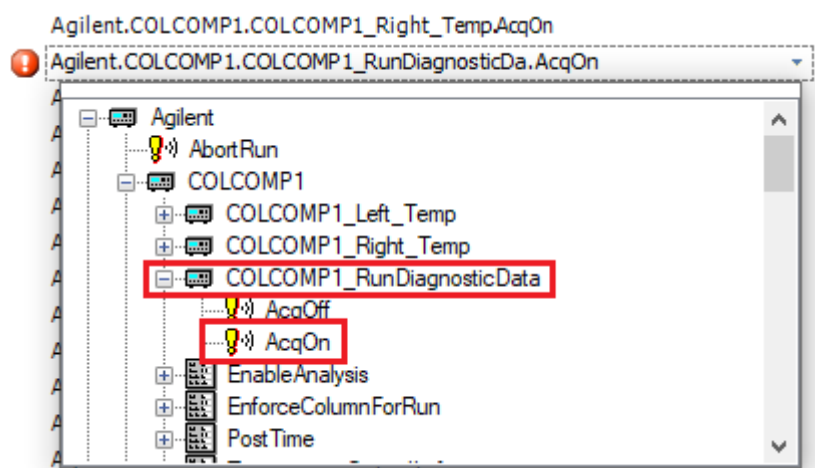 Agilent.COLCOMP1.COLCOMP1_Right_Temp.AcqOn
Agilent.COLCOMP1.COLCOMP1_RunDiagnosticDa.AcqOn
Agilent
AbortRun
COLCOMP1
COLCOMP1_Left_Temp
COLCOMP1_Right_Temp
COLCOMP1_RunDiagnosticData
AcqOff
AcqOn
EnableAnalysis
EnforceColumnForRun
PostTime